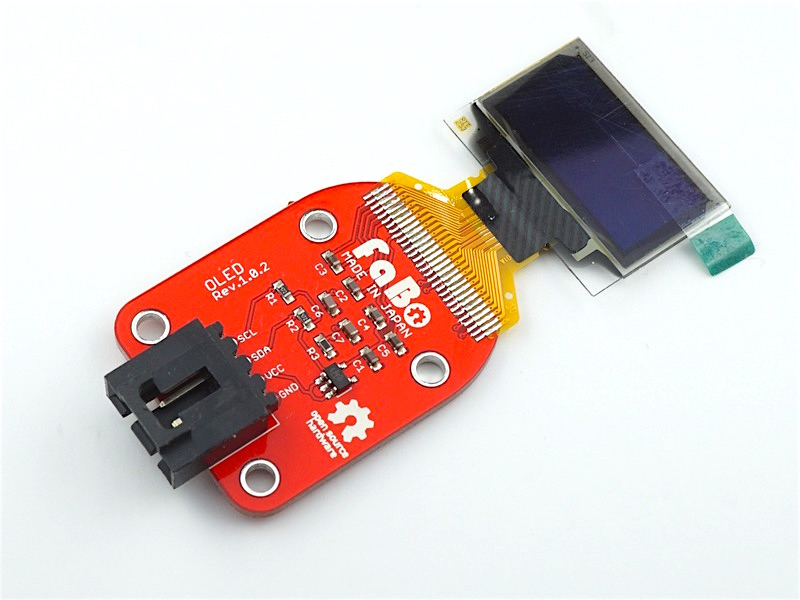 FaBo
MADE IN JAPAN
OLED
Rev.1.0.2
C3
C2
C6
C4
C5
C7
C1
R1
R2
R3
SCL
SDA
VCC
GND
open source
hardware